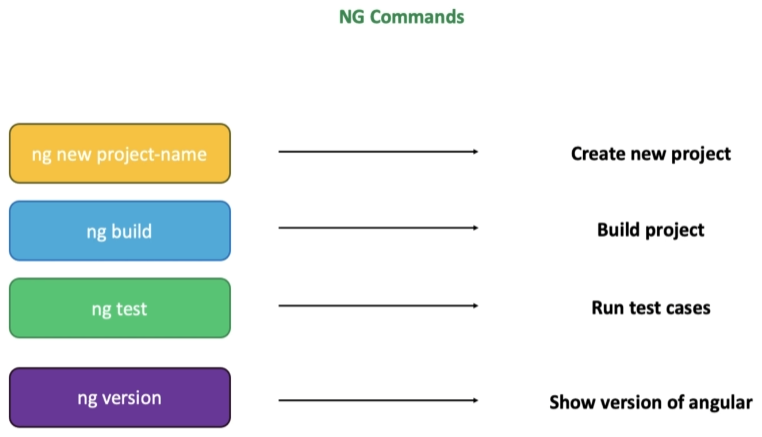 NG Commands
ng new project-name
Create new project
ng build
Build project
ng test
Run test cases
ng version
Show version of angular